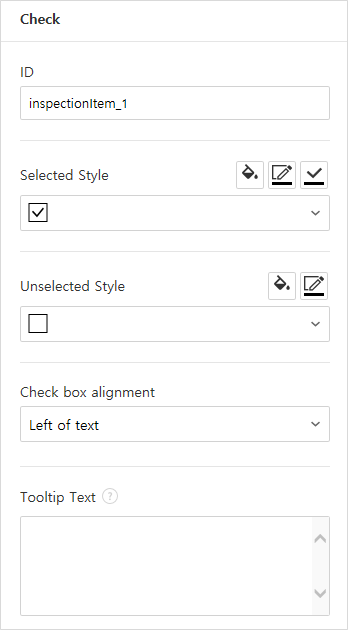 Check
ID
inspectionItem_1
Selected Style
Unselected Style
Check box alignment
Left of text
Tooltip Text ?